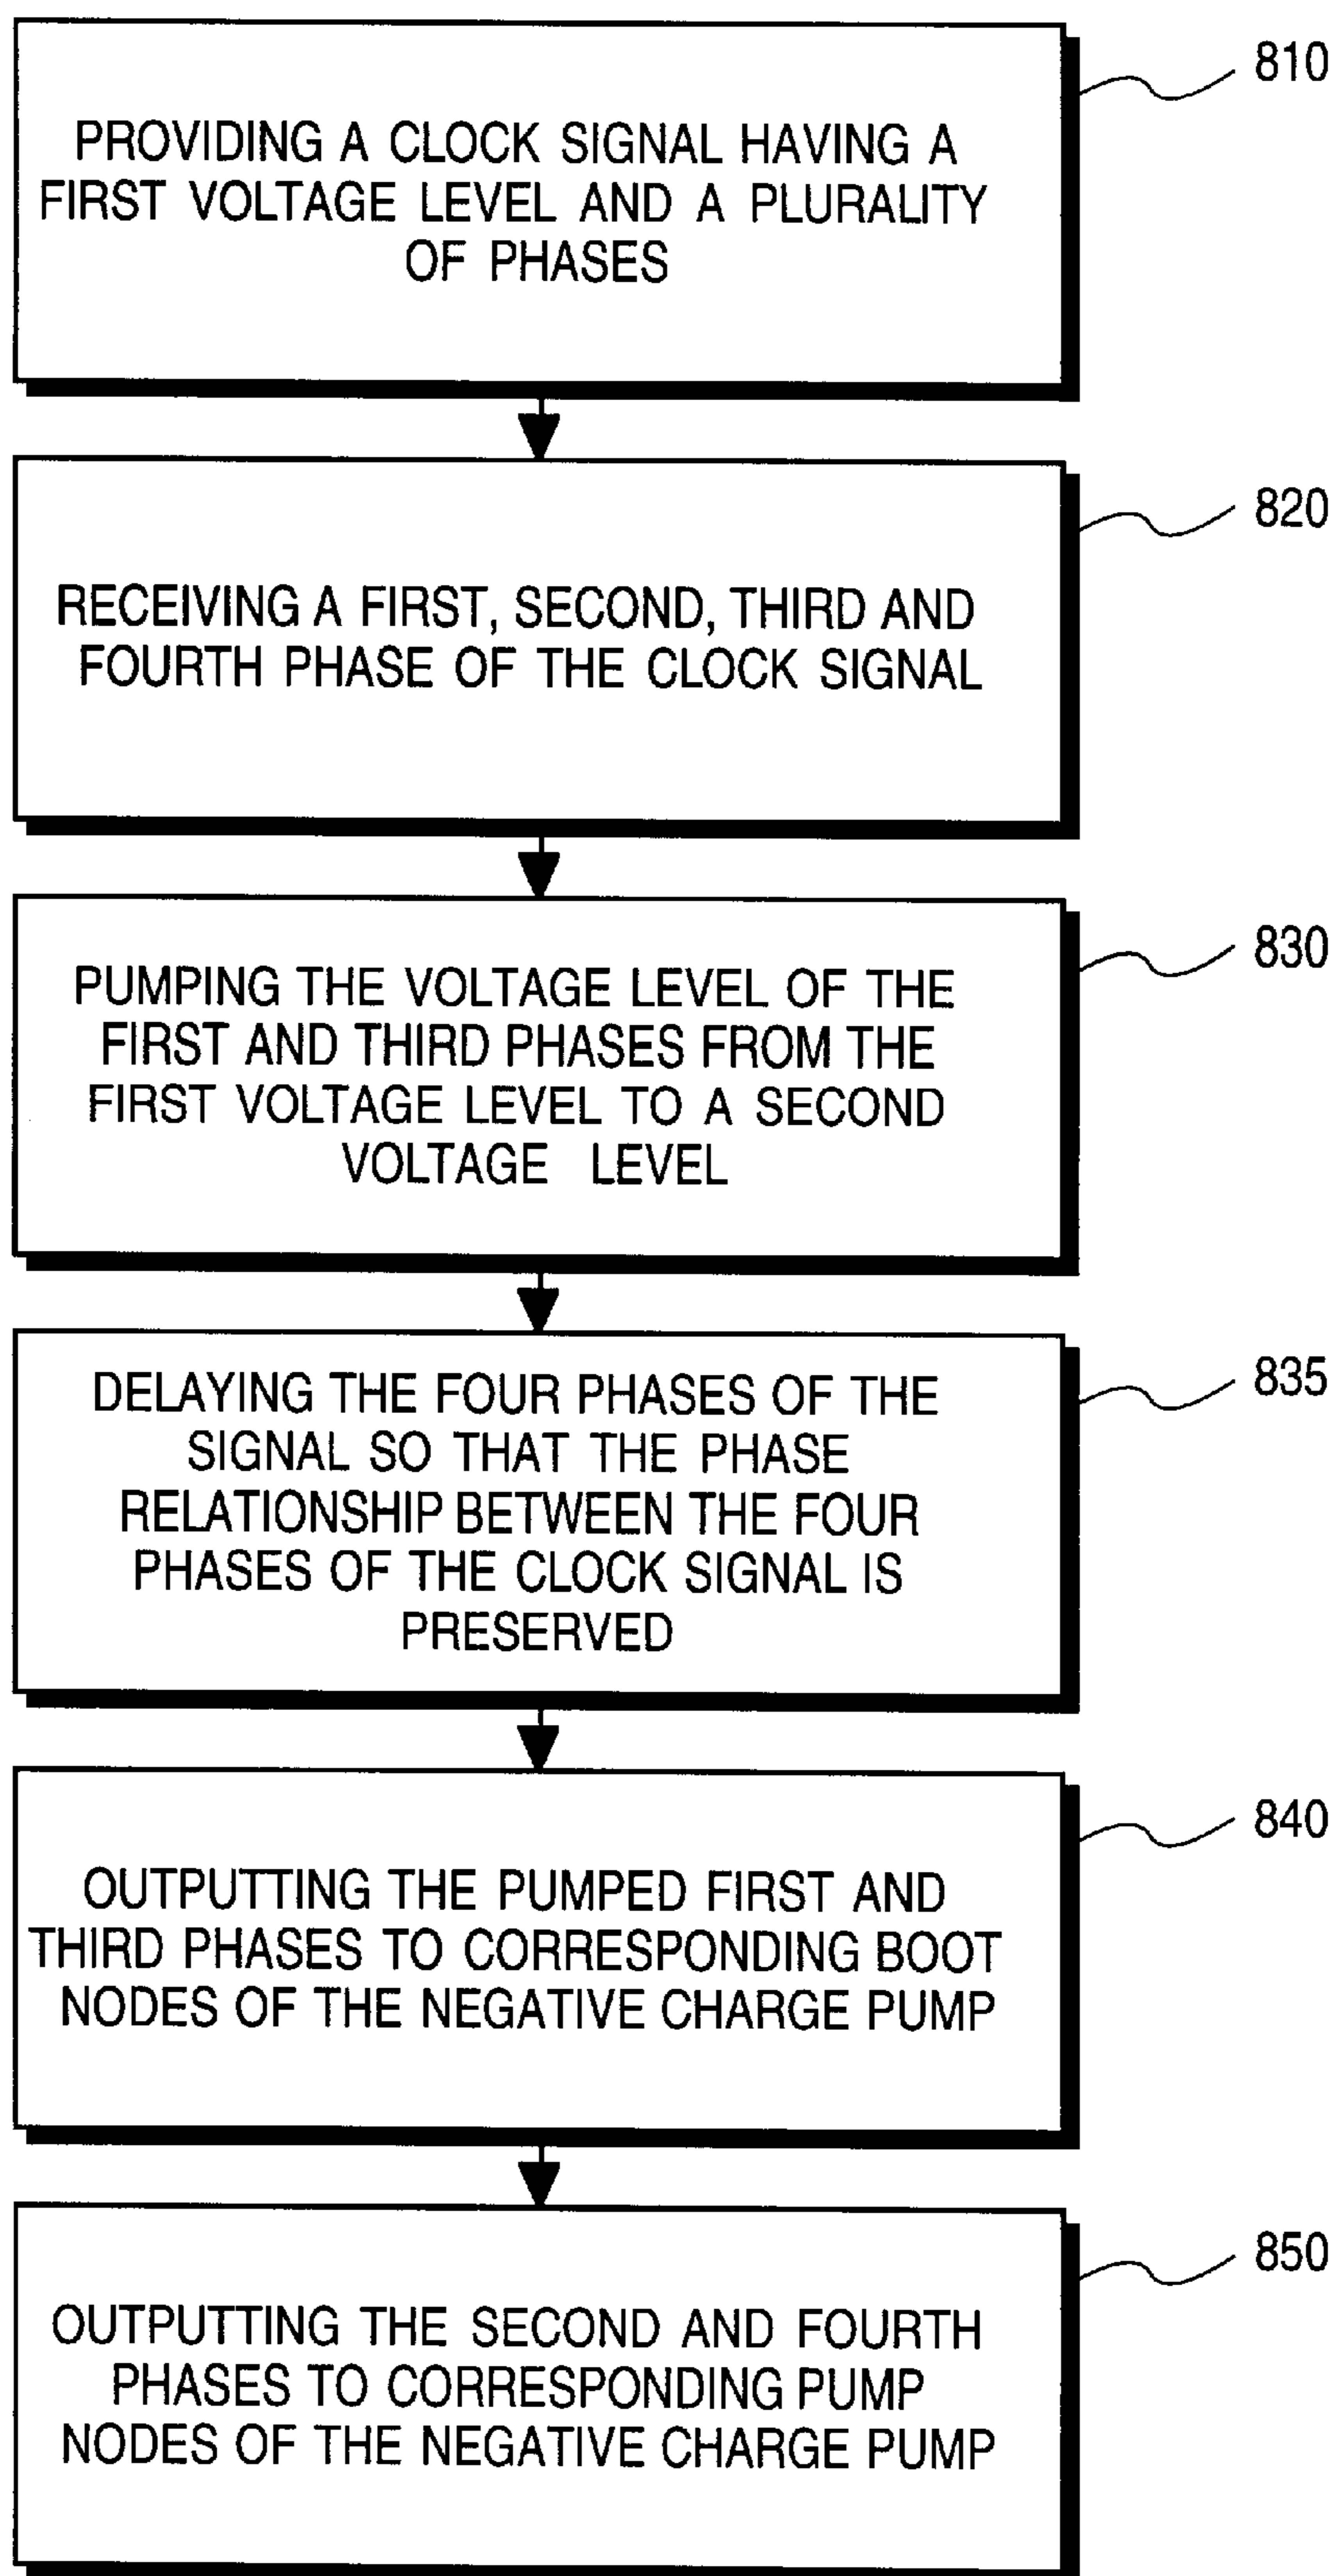 810
PROVIDING A CLOCK SIGNAL HAVING A
FIRST VOLTAGE LEVEL AND A PLURALITY
OF PHASES
820
RECEIVING A FIRST, SECOND, THIRD AND
FOURTH PHASE OF THE CLOCK SIGNAL
830
PUMPING THE VOLTAGE LEVEL OF THE
FIRST AND THIRD PHASES FROM THE
FIRST VOLTAGE LEVEL TO A SECOND
VOLTAGE LEVEL
835
DELAYING THE FOUR PHASES OF THE
SIGNAL SO THAT THE PHASE
RELATIONSHIP BETWEEN THE FOUR
PHASES OF THE CLOCK SIGNAL IS
PRESERVED
840
OUTPUTTING THE PUMPED FIRST AND
THIRD PHASES TO CORRESPONDING BOOT
NODES OF THE NEGATIVE CHARGE PUMP
850
OUTPUTTING THE SECOND AND FOURTH
PHASES TO CORRESPONDING PUMP
NODES OF THE NEGATIVE CHARGE PUMP